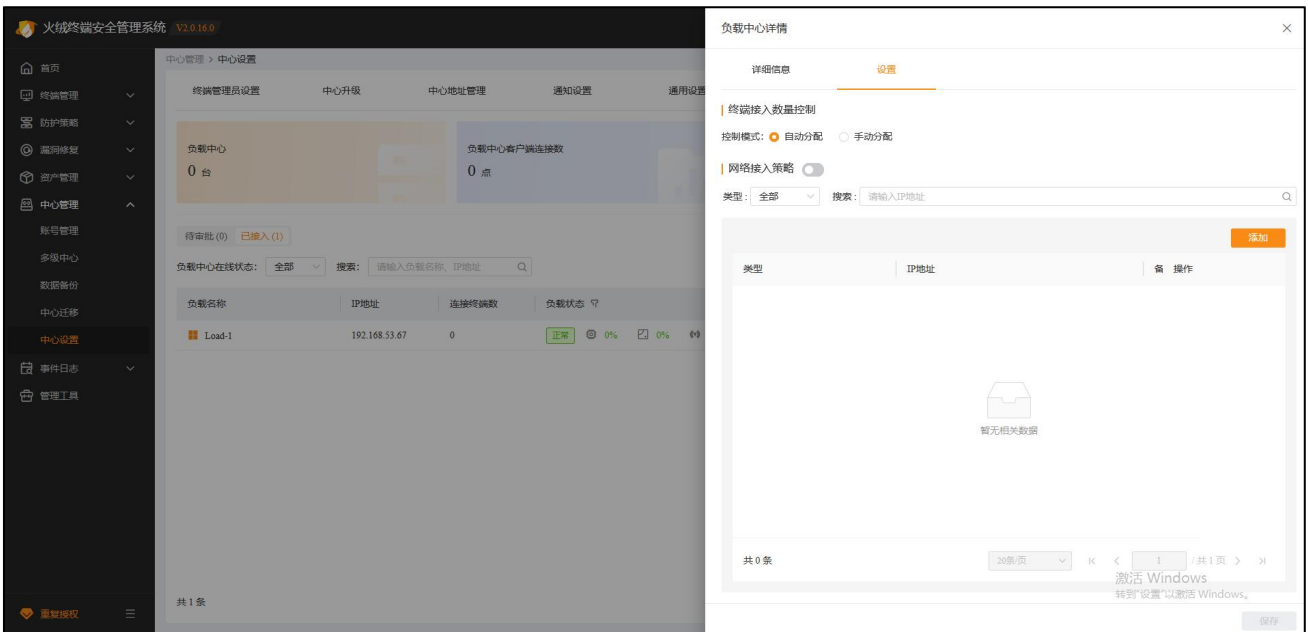 火绒终端安全管理系统 V2.0.16.0
首页
终端管理
防护策略
漏洞修复
资产管理
中心管理
账号管理
多级中心
数据备份
中心迁移
中心设置
事件日志
管理工具
重复授权
中心管理 > 中心设置
终端管理员设置 中心升级 中心地址管理 通知设置 通用设置
负载中心
0 台
负载中心客户端连接数
0 点
待审批 (0) 已接入 (1)
负载中心在线状态: 全部 搜索: 请输入负载名称、IP地址
负载名称 IP地址 连接终端数 负载状态
Load-1 192.168.53.67 0 正常 0% 0%
共 1 条
负载中心详情
详细信息 设置
终端接入数量控制
控制模式: 自动分配 手动分配
网络接入策略
类型: 全部 搜索: 请输入IP地址
添加
类型 IP地址 备 操作
暂无相关数据
共 0 条 20条/页 1 / 共 1 页
激活 Windows
转到"设置"以激活 Windows。
保存